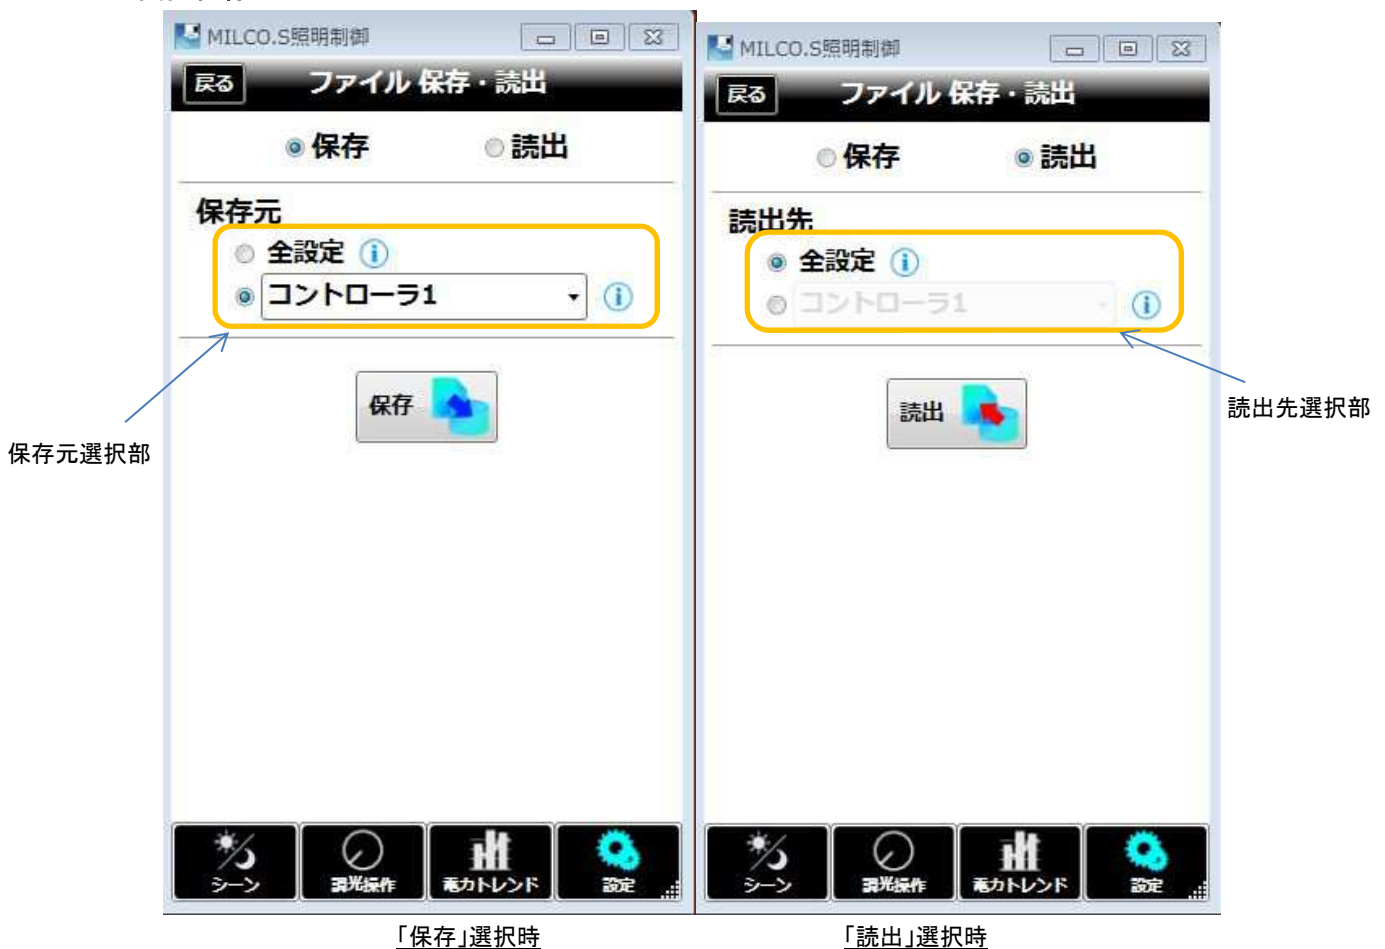 MILCO.S照明制御
戻る ファイル 保存・読出
保存 読出
保存元
全設定
コントローラ1
保存
シーン 調光操作 電力トレンド 設定
保存元選択部
「保存」選択時
MILCO.S照明制御
戻る ファイル 保存・読出
保存 読出
読出先
全設定
コントローラ1
読出
シーン 調光操作 電力トレンド 設定
読出先選択部
「読出」選択時